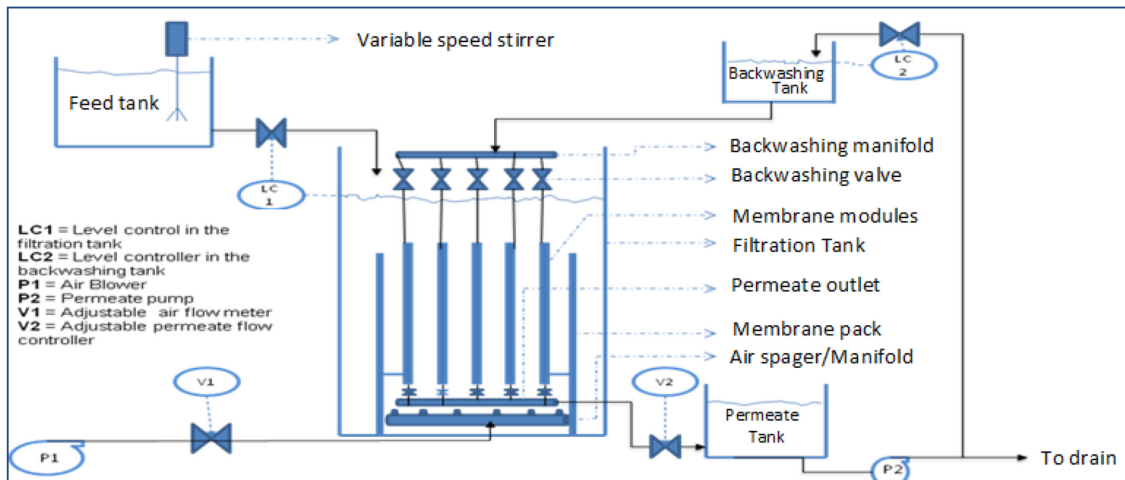 Variable speed stirrer
Feed tank
LC
2
Backwashing
Tank
Backwashing manifold
Backwashing valve
LC
1
Membrane modules
Filtration Tank
LC1 = Level control in the
filtration tank
LC2 = Level controller in the
backwashing tank
P1 = Air Blower
P2 = Permeate pump
V1 = Adjustable air flow meter
V2 = Adjustable permeate flow
controller
Permeate outlet
Membrane pack
Air spager/Manifold
V1
V2
Permeate
Tank
P1
P2
To drain